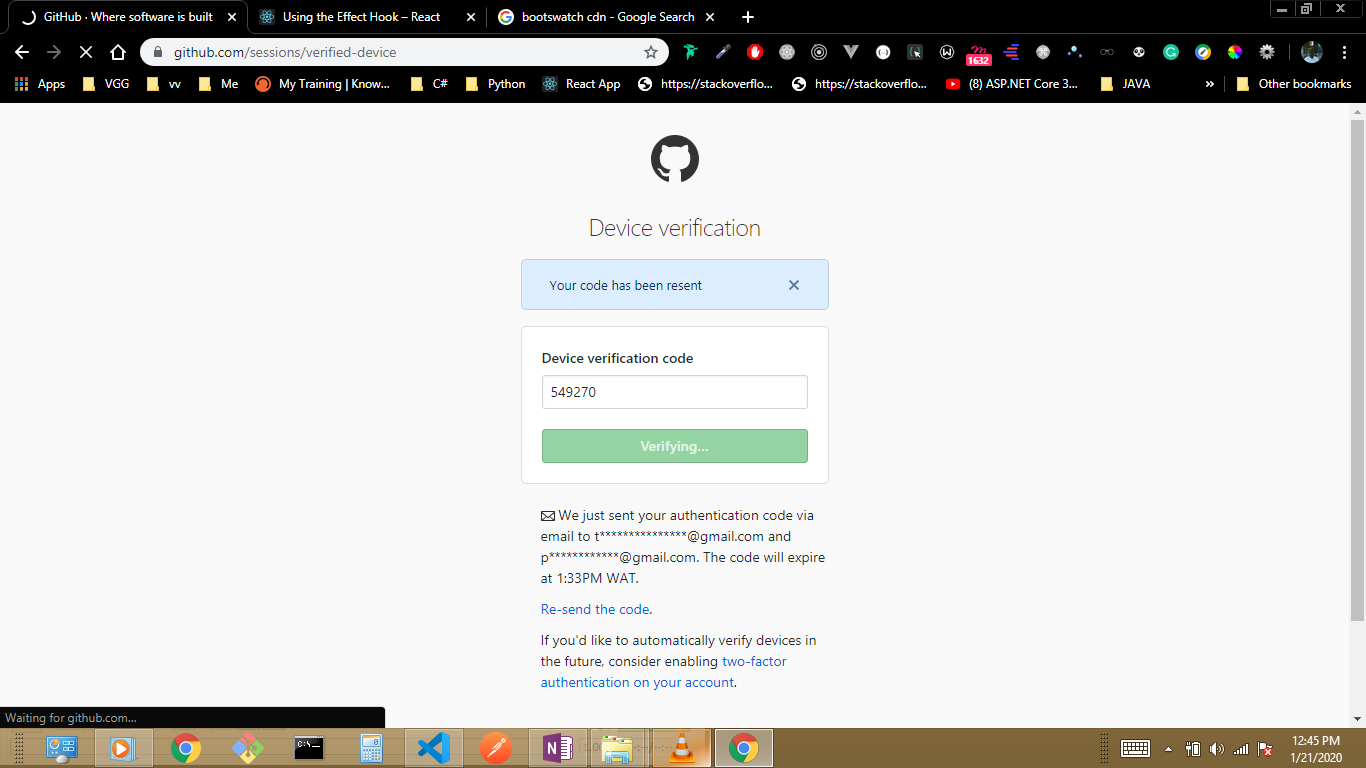 GitHub · Where software is built
Using the Effect Hook – React
bootswatch cdn - Google Search
github.com/sessions/verified-device
1632
Apps
VGG
vv
Me
My Training | Know...
C#
Python
React App
https://stackoverflo...
https://stackoverflo...
(8) ASP.NET Core 3...
JAVA
»
Other bookmarks
Device verification
Your code has been resent
Device verification code
549270
Verifying...
We just sent your authentication code via
email to t***************@gmail.com and
p************@gmail.com. The code will expire
at 1:33PM WAT.
Re-send the code.
If you'd like to automatically verify devices in
the future, consider enabling two-factor
authentication on your account.
Waiting for github.com...
12:45 PM
1/21/2020